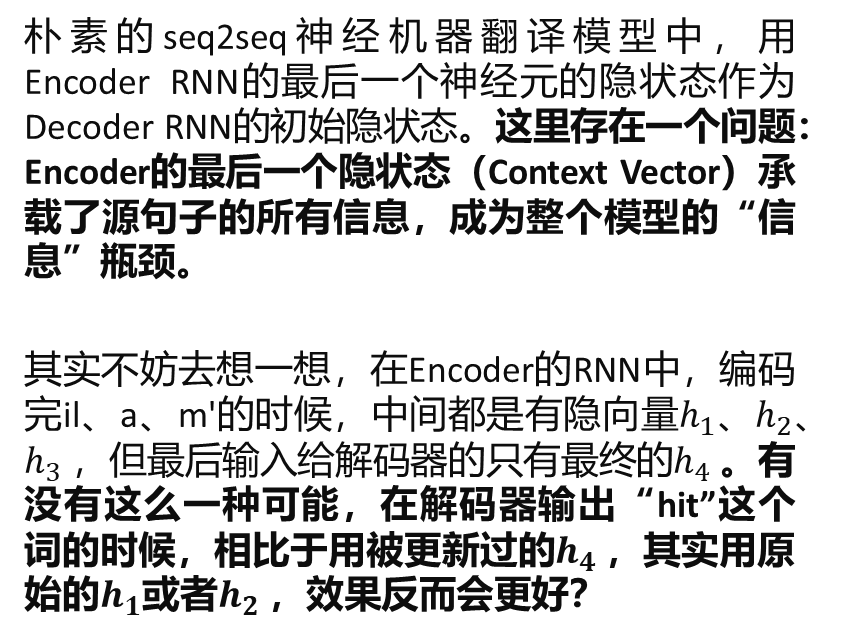 朴素的seq2seq神经机器翻译模型中，用
Encoder RNN的最后一个神经元的隐状态作为
Decoder RNN的初始隐状态。这里存在一个问题：
Encoder的最后一个隐状态（Context Vector）承
载了源句子的所有信息，成为整个模型的“信
息”瓶颈。
其实不妨去想一想，在Encoder的RNN中，编码
完il、a、m'的时候，中间都是有隐向量h₁、h₂、
h₃，但最后输入给解码器的只有最终的h₄。有
没有这么一种可能，在解码器输出“hit”这个
词的时候，相比于用被更新过的h₄，其实用原
始的h₁或者h₂，效果反而会更好？